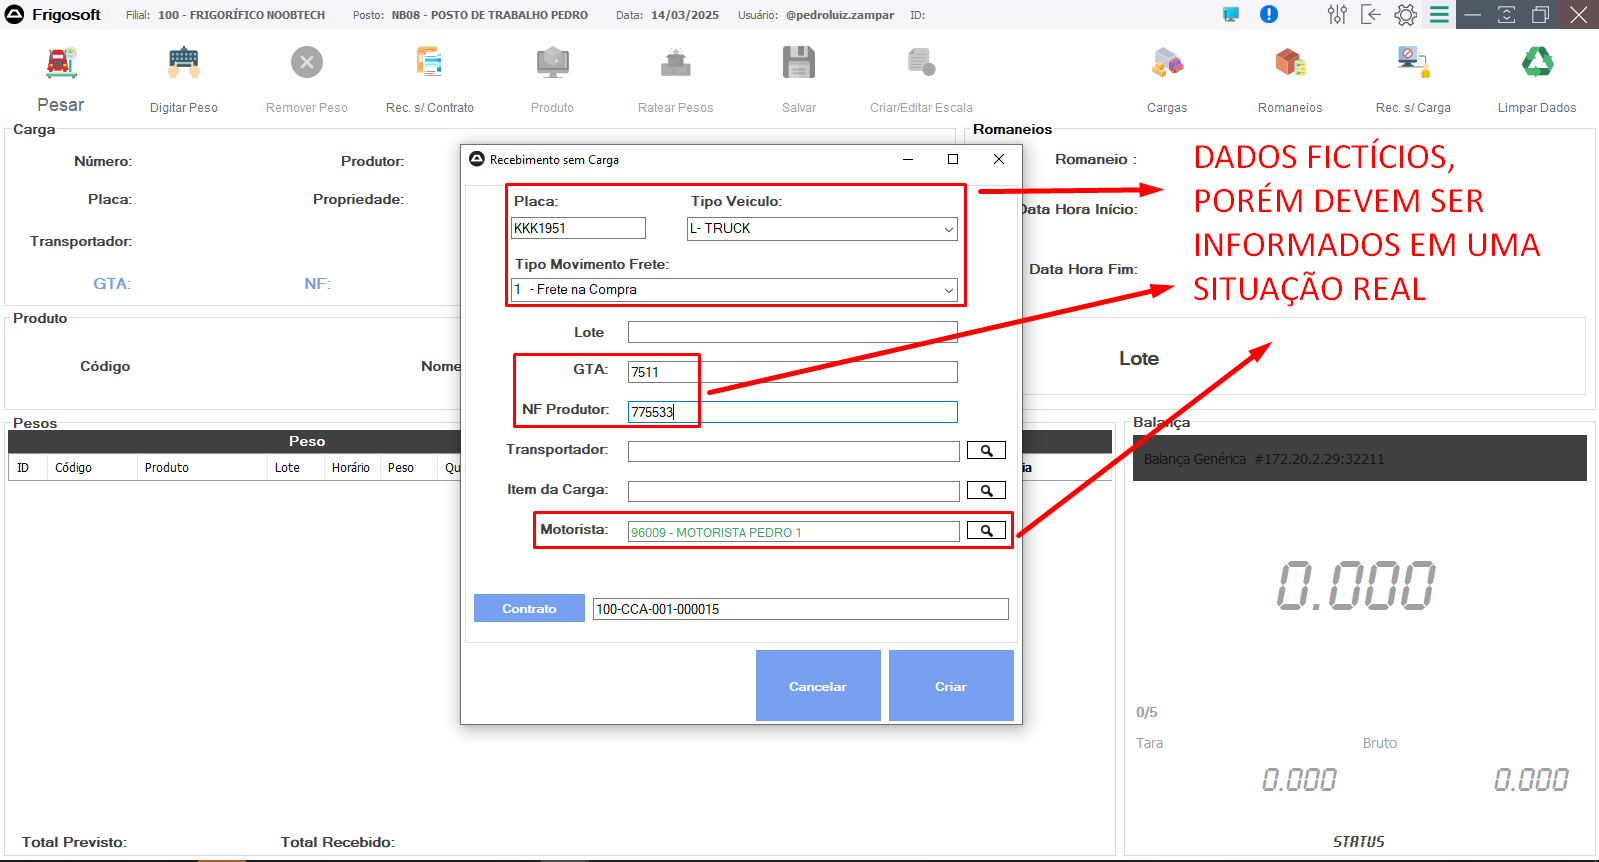 Frigosoft Filial: 100 - FRIGORÍFICO NOOBTECH Posto: NB08 - POSTO DE TRABALHO PEDRO Data: 14/03/2025 Usuário: @pedroluiz.zampar ID:
Pesar Digitar Peso Remover Peso Rec. s/ Contrato Produto Ratear Pesos Salvar Criar/Editar Escala Cargas Romaneios Rec. s/ Carga Limpar Dados
Carga
Número: Produtor:
Placa: Propriedade:
Transportador:
GTA: NF:
Romaneios
Romaneio :
Data Hora Início:
Data Hora Fim:
DADOS FICTÍCIOS,
PORÉM DEVEM SER
INFORMADOS EM UMA
SITUAÇÃO REAL
Produto
Código Nome
Lote
Pesos
Peso
ID Código Produto Lote Horário Peso Qu ia
Recebimento sem Carga
Placa: Tipo Veiculo:
KKK1951 L- TRUCK
Tipo Movimento Frete:
1 - Frete na Compra
Lote
GTA: 7511
NF Produtor: 775533
Transportador:
Item da Carga:
Motorista: 96009 - MOTORISTA PEDRO 1
Contrato 100-CCA-001-000015
Cancelar Criar
Balança
Balança Genérica #172.20.2.29:32211
0.000
0/5
Tara Bruto
0.000 0.000
STATUS
Total Previsto: Total Recebido: